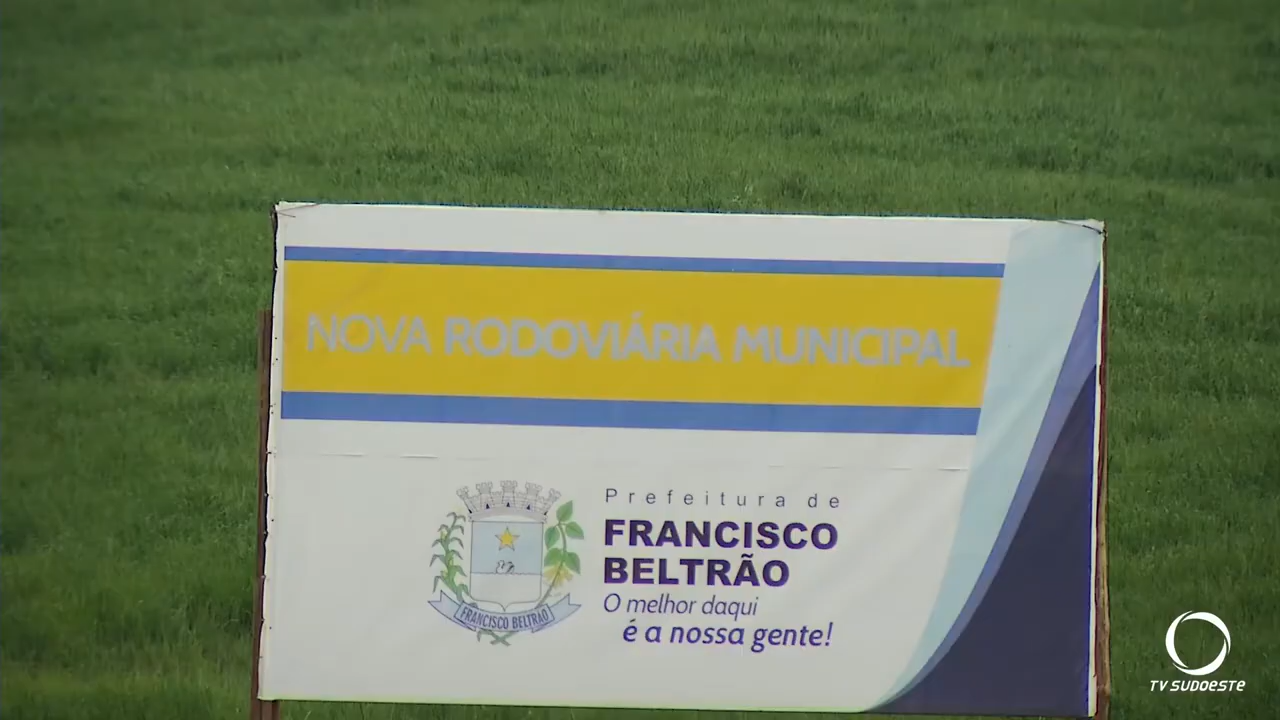 NOVA RODOVIÁRIA MUNICIPAL
Prefeitura de
FRANCISCO
BELTRÃO
O melhor daqui
é a nossa gente!
FRANCISCO BELTRÃO
TV SUDOESTE